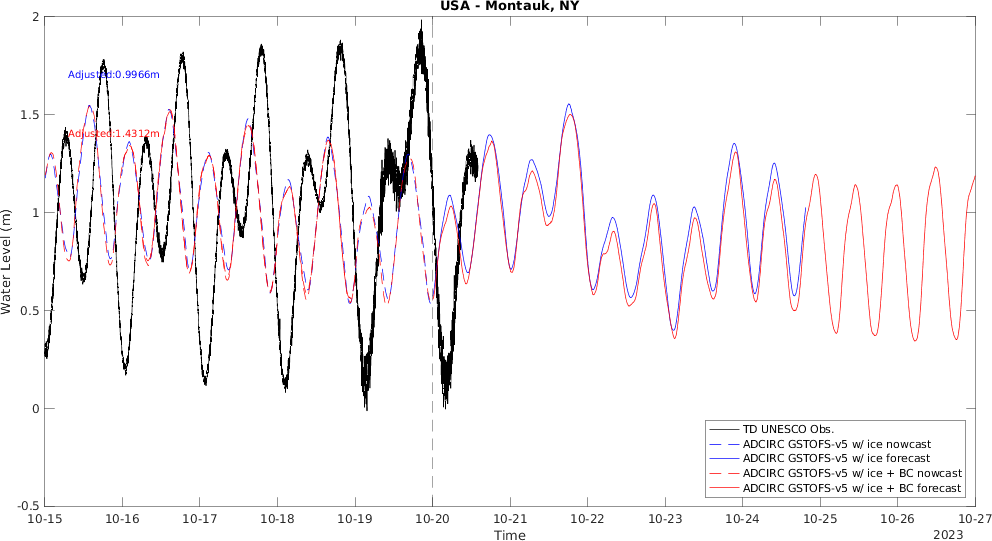 USA - Montauk, NY
2
1.5
1
0.5
0
-0.5
Water Level (m)
Adjusted:0.9966m
Adjusted:1.4312m
TD UNESCO Obs.
ADCIRC GSTOFS-v5 w/ ice nowcast
ADCIRC GSTOFS-v5 w/ ice forecast
ADCIRC GSTOFS-v5 w/ ice + BC nowcast
ADCIRC GSTOFS-v5 w/ ice + BC forecast
10-15 10-16 10-17 10-18 10-19 10-20 10-21 10-22 10-23 10-24 10-25 10-26 10-27
Time
2023